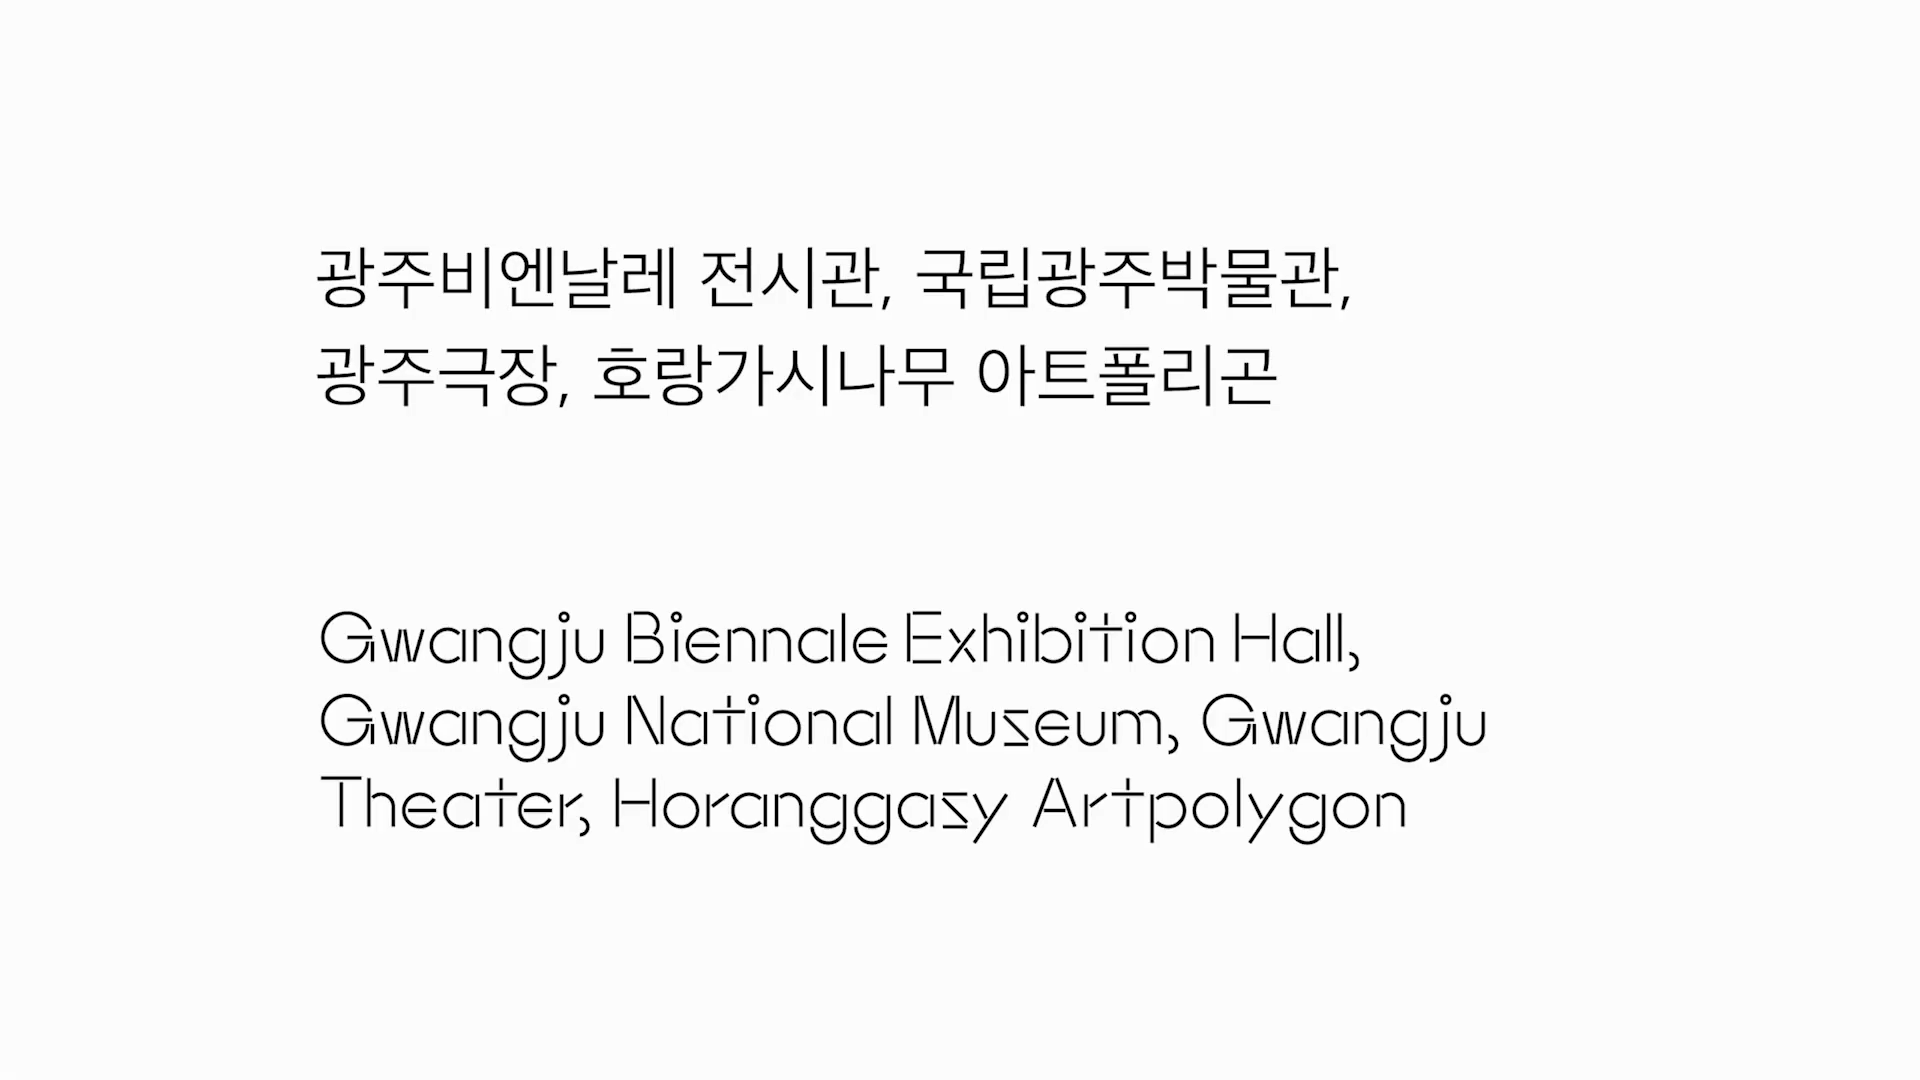 광주비엔날레 전시관, 국립광주박물관,
광주극장, 호랑가시나무 아트폴리곤
Gwangju Biennale Exhibition Hall,
Gwangju National Museum, Gwangju
Theater, Horanggasy Artpolygon